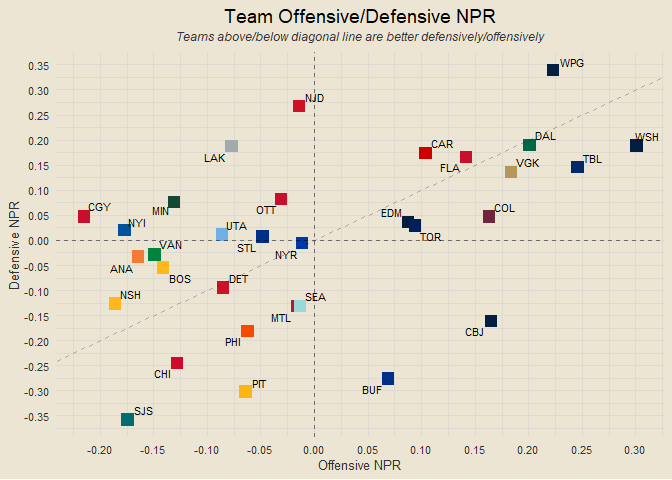 Team Offensive/Defensive NPR
Teams above/below diagonal line are better defensively/offensively
0.35
0.30
0.25
0.20
0.15
0.10
0.05
0.00
-0.05
-0.10
-0.15
-0.20
-0.25
-0.30
-0.35
Defensive NPR
WPG
NJD
WSH
DAL
CAR
LAK
TBL
VGK
FLA
CGY
MIN
OTT
EDM
COL
NYI
UTA
TOR
VAN
STL
NYR
ANA
BOS
DET
NSH
SEA
MTL
CBJ
PHI
CHI
PIT
BUF
SJS
-0.20
-0.15
-0.10
-0.05
0.00
0.05
0.10
0.15
0.20
0.25
0.30
Offensive NPR